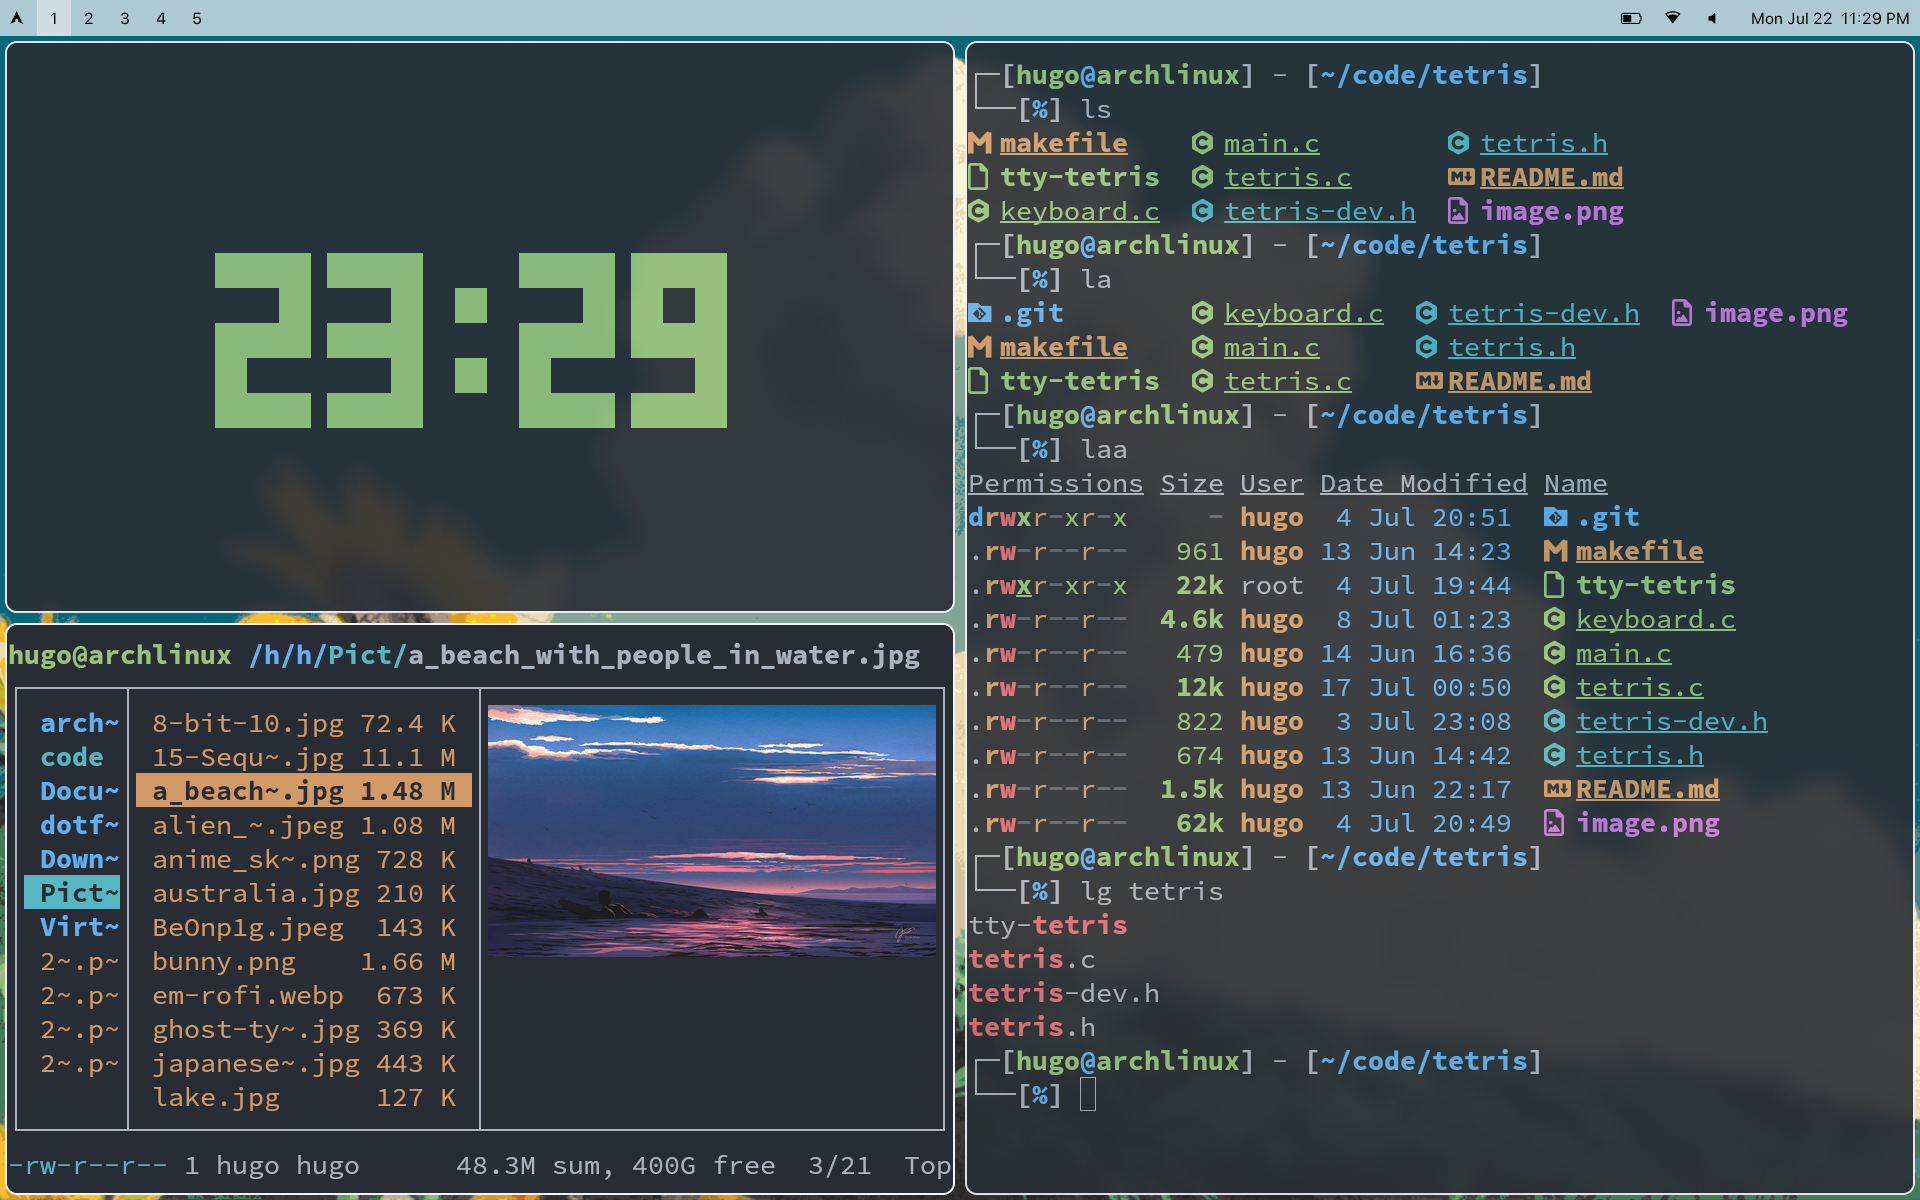 1 2 3 4 5 Mon Jul 22 11:29 PM
23:29
hugo@archlinux /h/h/Pict/a_beach_with_people_in_water.jpg
arch~ 8-bit-10.jpg 72.4 K
code 15-Sequ~.jpg 11.1 M
Docu~ a_beach~.jpg 1.48 M
dotf~ alien_~.jpeg 1.08 M
Down~ anime_sk~.png 728 K
Pict~ australia.jpg 210 K
Virt~ BeOnp1g.jpeg 143 K
2~.p~ bunny.png 1.66 M
2~.p~ em-rofi.webp 673 K
2~.p~ ghost-ty~.jpg 369 K
2~.p~ japanese~.jpg 443 K
lake.jpg 127 K
-rw-r--r-- 1 hugo hugo 48.3M sum, 400G free 3/21 Top
[hugo@archlinux] - [~/code/tetris]
[%] ls
makefile main.c tetris.h
tty-tetris tetris.c README.md
keyboard.c tetris-dev.h image.png
[hugo@archlinux] - [~/code/tetris]
[%] la
.git keyboard.c tetris-dev.h image.png
makefile main.c tetris.h
tty-tetris tetris.c README.md
[hugo@archlinux] - [~/code/tetris]
[%] laa
Permissions Size User Date Modified Name
drwxr-xr-x - hugo 4 Jul 20:51 .git
.rw-r--r-- 961 hugo 13 Jun 14:23 makefile
.rwxr-xr-x 22k root 4 Jul 19:44 tty-tetris
.rw-r--r-- 4.6k hugo 8 Jul 01:23 keyboard.c
.rw-r--r-- 479 hugo 14 Jun 16:36 main.c
.rw-r--r-- 12k hugo 17 Jul 00:50 tetris.c
.rw-r--r-- 822 hugo 3 Jul 23:08 tetris-dev.h
.rw-r--r-- 674 hugo 13 Jun 14:42 tetris.h
.rw-r--r-- 1.5k hugo 13 Jun 22:17 README.md
.rw-r--r-- 62k hugo 4 Jul 20:49 image.png
[hugo@archlinux] - [~/code/tetris]
[%] lg tetris
tty-tetris
tetris.c
tetris-dev.h
tetris.h
[hugo@archlinux] - [~/code/tetris]
[%]